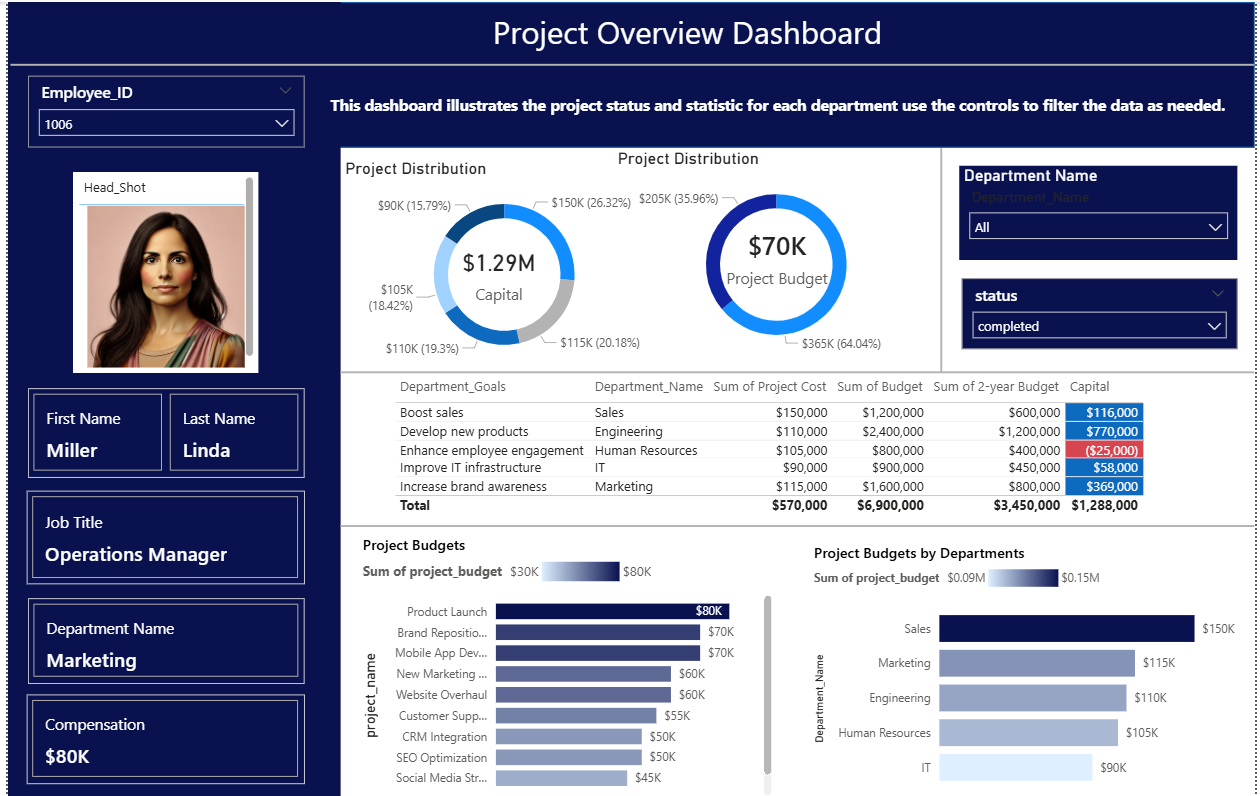 Project Overview Dashboard
Employee_ID
1006
This dashboard illustrates the project status and statistic for each department use the controls to filter the data as needed.
Head_Shot
First Name
Miller
Last Name
Linda
Job Title
Operations Manager
Department Name
Marketing
Compensation
$80K
Project Distribution
$90K (15.79%)
$150K (26.32%)
$105K
(18.42%)
$110K (19.3%)
$115K (20.18%)
$1.29M
Capital
Project Distribution
$205K (35.96%)
$365K (64.04%)
$70K
Project Budget
Department Name
Department_Name
All
status
completed
Department_Goals Department_Name Sum of Project Cost Sum of Budget Sum of 2-year Budget Capital
Boost sales Sales $150,000 $1,200,000 $600,000 $116,000
Develop new products Engineering $110,000 $2,400,000 $1,200,000 $770,000
Enhance employee engagement Human Resources $105,000 $800,000 $400,000 ($25,000)
Improve IT infrastructure IT $90,000 $900,000 $450,000 $58,000
Increase brand awareness Marketing $115,000 $1,600,000 $800,000 $369,000
Total $570,000 $6,900,000 $3,450,000 $1,288,000
Project Budgets
Sum of project_budget $30K $80K
project_name
Product Launch $80K
Brand Repositio... $70K
Mobile App Dev... $70K
New Marketing ... $60K
Website Overhaul $60K
Customer Supp... $55K
CRM Integration $50K
SEO Optimization $50K
Social Media Str... $45K
Project Budgets by Departments
Sum of project_budget $0.09M $0.15M
Department_Name
Sales $150K
Marketing $115K
Engineering $110K
Human Resources $105K
IT $90K